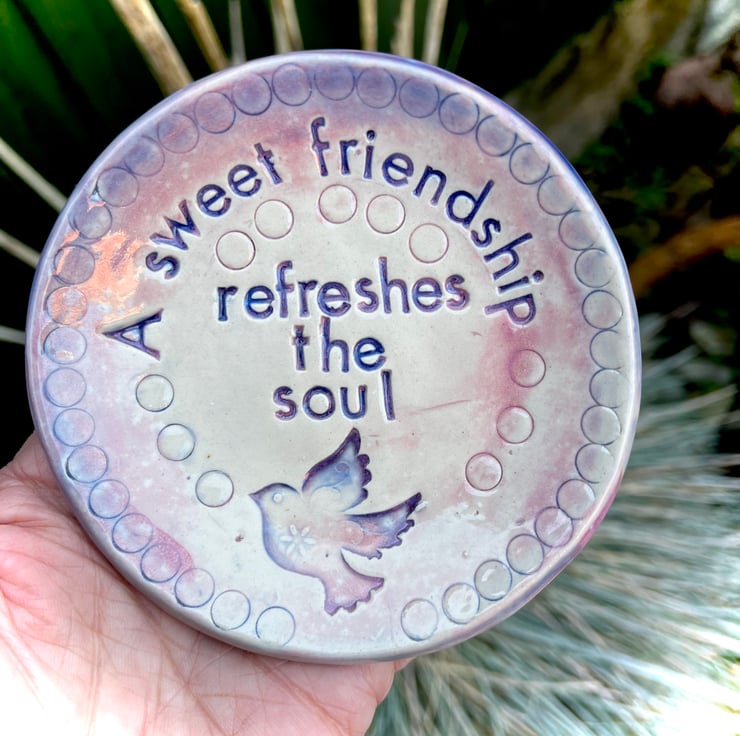 A sweet friendship
refreshes
the
soul